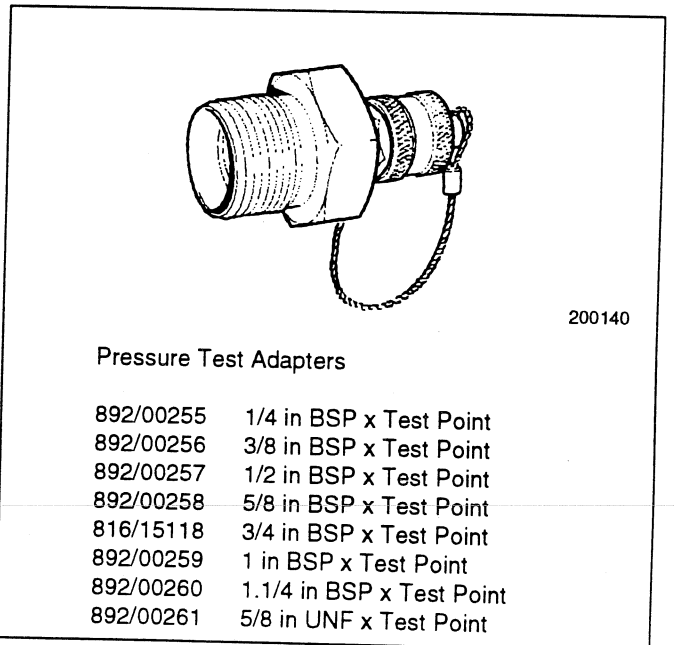 200140
Pressure Test Adapters
892/00255 1/4 in BSP x Test Point
892/00256 3/8 in BSP x Test Point
892/00257 1/2 in BSP x Test Point
892/00258 5/8 in BSP x Test Point
816/15118 3/4 in BSP x Test Point
892/00259 1 in BSP x Test Point
892/00260 1.1/4 in BSP x Test Point
892/00261 5/8 in UNF x Test Point